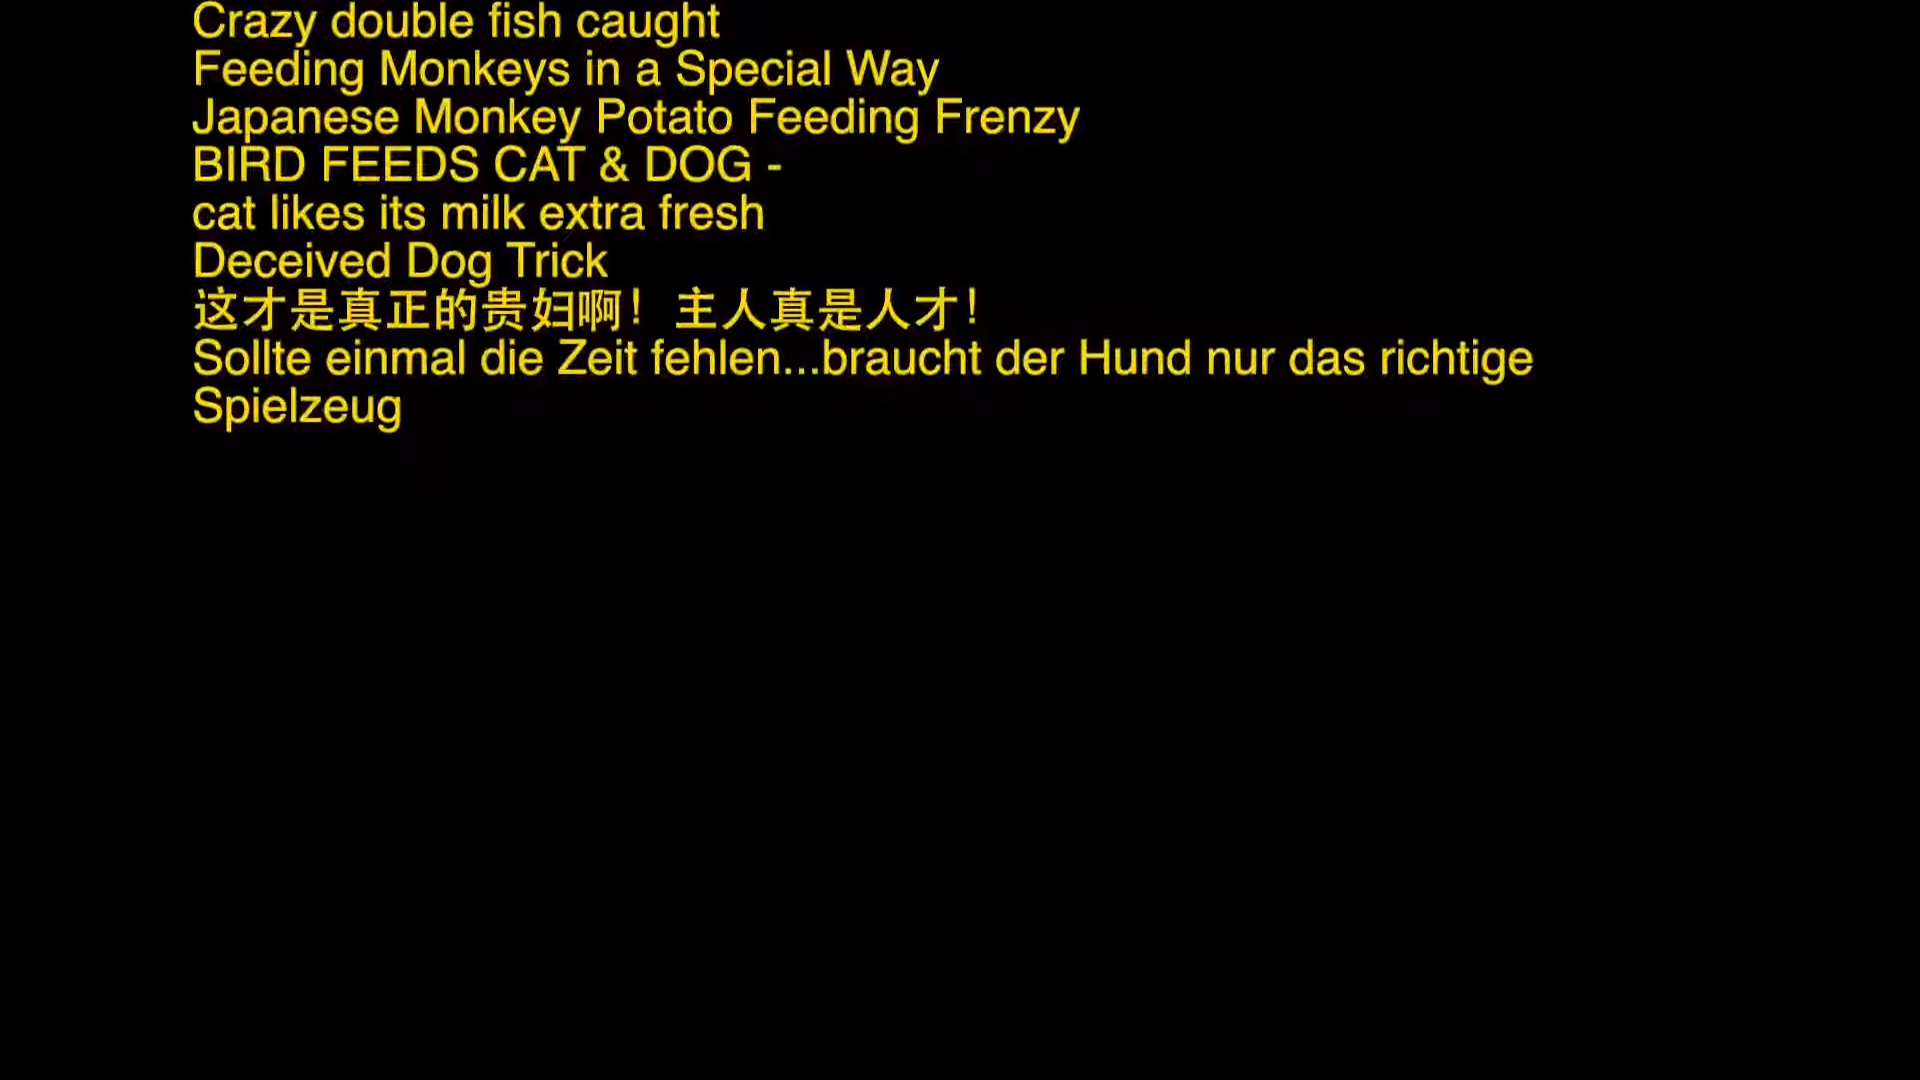 Crazy double fish caught
Feeding Monkeys in a Special Way
Japanese Monkey Potato Feeding Frenzy
BIRD FEEDS CAT & DOG -
cat likes its milk extra fresh
Deceived Dog Trick
这才是真正的贵妇啊！主人真是人才！
Sollte einmal die Zeit fehlen...braucht der Hund nur das richtige
Spielzeug